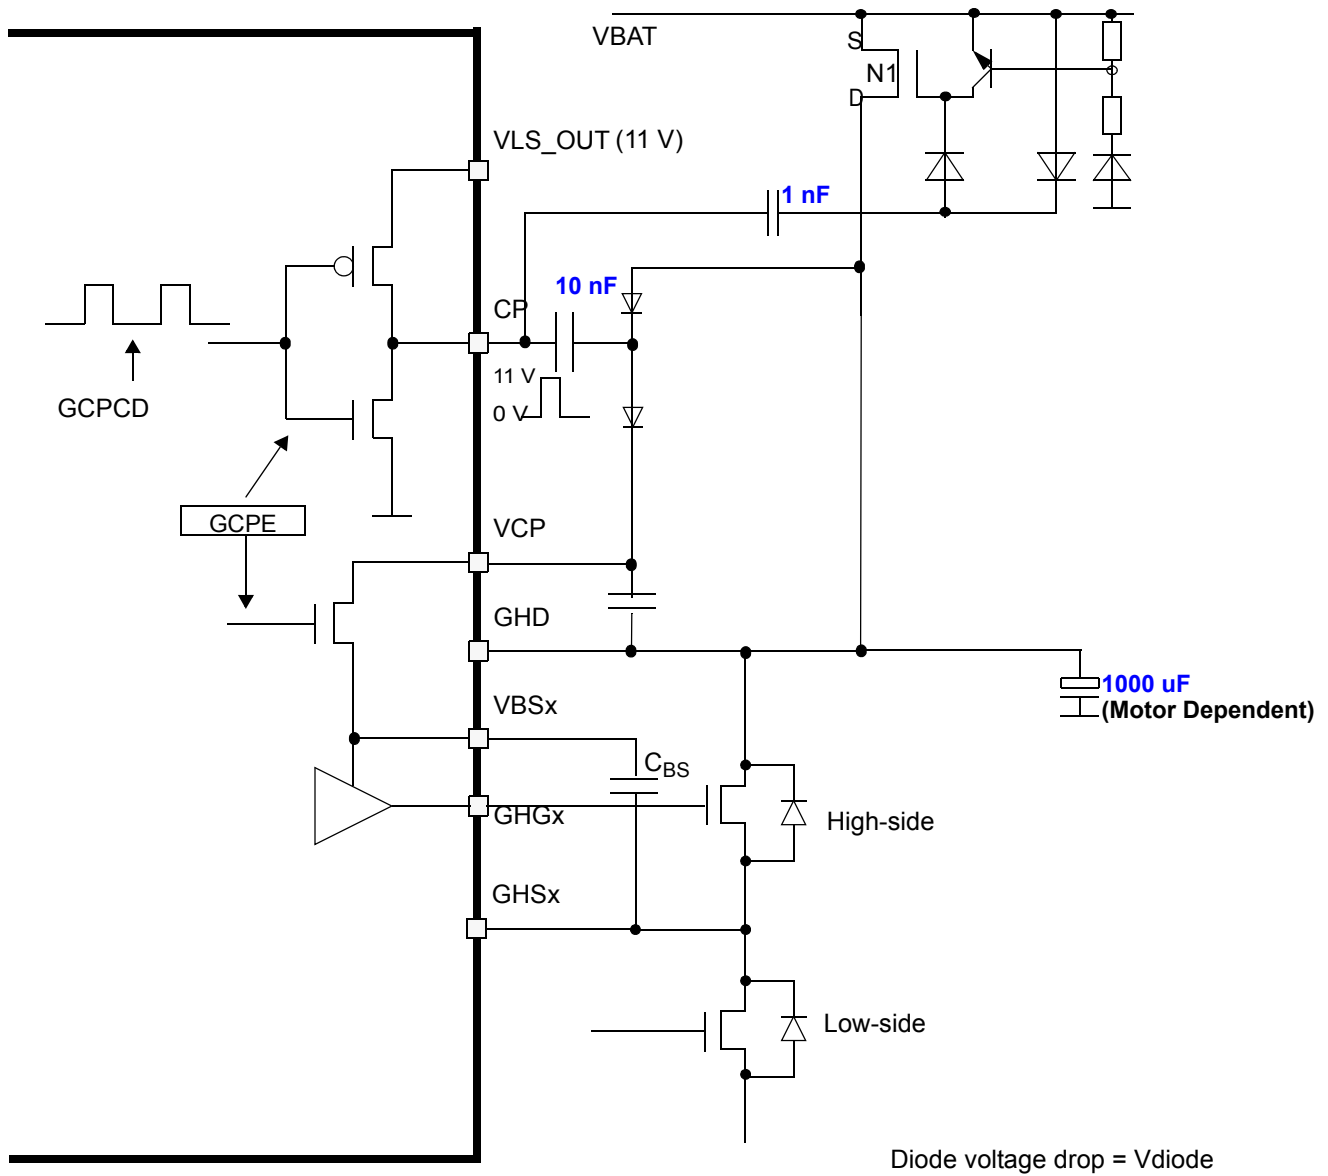 VBAT
S
N1
D
VLS_OUT (11 V)
1 nF
10 nF
CP
11 V
0 V
GCPCD
GCPE
VCP
GHD
1000 uF
(Motor Dependent)
VBSx
CBS
GHGx
High-side
GHSx
Low-side
Diode voltage drop = Vdiode